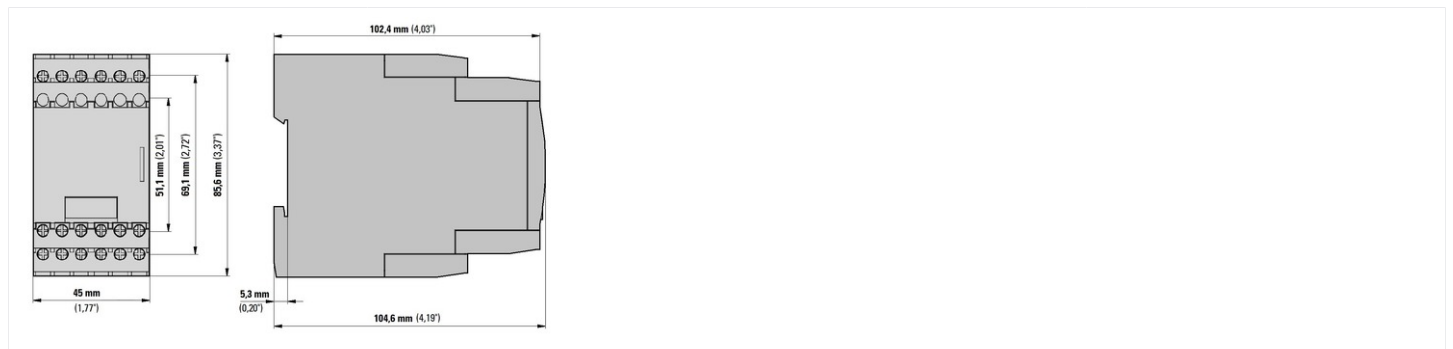 102,4 mm (4,03")
51,1 mm (2,01")
69,1 mm (2,72")
85,6 mm (3,37")
45 mm
(1,77")
5,3 mm
(0,20")
104,6 mm (4,19")